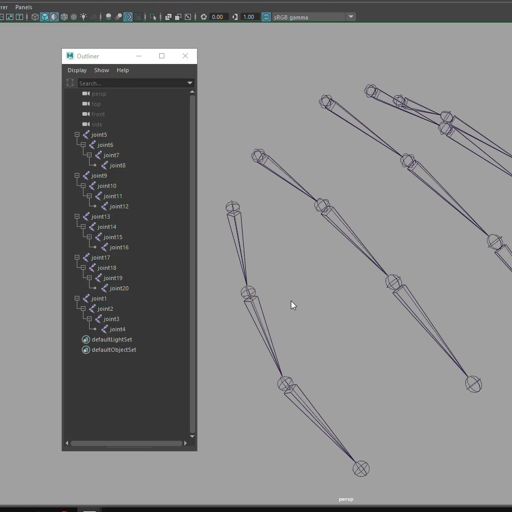 rer Panels
0.00 1.00 sRGB gamma
Outliner
Display Show Help
Search...
persp
top
front
side
joint5
joint6
joint7
joint8
joint9
joint10
joint11
joint12
joint13
joint14
joint15
joint16
joint17
joint18
joint19
joint20
joint1
joint2
joint3
joint4
defaultLightSet
defaultObjectSet
persp